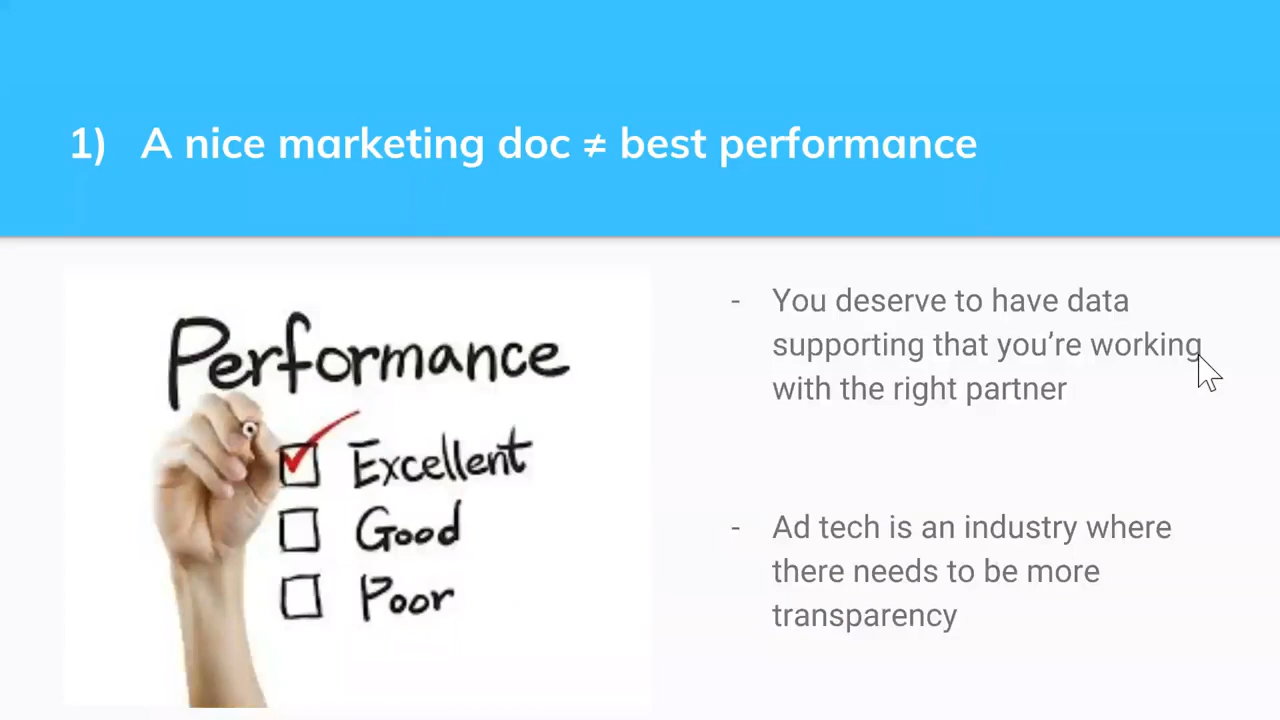 1) A nice marketing doc ≠ best performance
Performance
Excellent
Good
Poor
- You deserve to have data
supporting that you’re working
with the right partner
- Ad tech is an industry where
there needs to be more
transparency